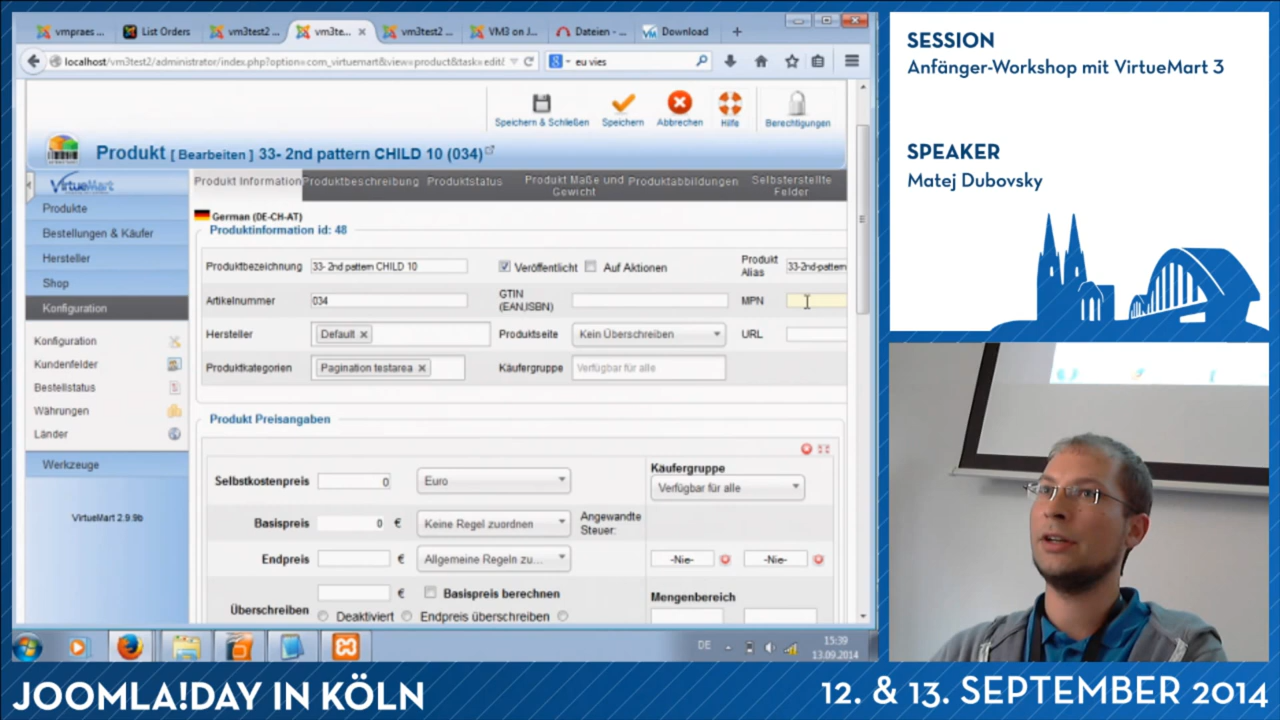 vmpraes ...
List Orders
vm3test2 ...
vm3te...
vm3test2 ...
VM3 on J...
Dateien - ...
Download
localhost/vm3test2/administrator/index.php?option=com_virtuemart&view=product&task=edit&
eu vies
Speichern & Schließen
Speichern
Abbrechen
Hilfe
Berechtigungen
Produkt [ Bearbeiten ] 33- 2nd pattern CHILD 10 (034)
VirtueMart
Produkte
Bestellungen & Käufer
Hersteller
Shop
Konfiguration
Konfiguration
Kundenfelder
Bestellstatus
Währungen
Länder
Werkzeuge
VirtueMart 2.9.9b
Produkt Information
Produktbeschreibung
Produktstatus
Produkt Maße und Gewicht
Produktabbildungen
Selbsterstellte Felder
German (DE-CH-AT)
Produktinformation id: 48
Produktbezeichnung 33- 2nd pattern CHILD 10
Veröffentlicht
Auf Aktionen
Produkt Alias 33-2nd-pattern
Artikelnummer 034
GTIN (EAN,ISBN)
MPN
Hersteller Default
Produktseite Kein Überschreiben
URL
Produktkategorien Pagination testarea
Käufergruppe Verfügbar für alle
Produkt Preisangaben
Selbstkostenpreis 0 Euro
Käufergruppe
Verfügbar für alle
Basispreis 0 € Keine Regel zuordnen
Angewandte Steuer:
Endpreis € Allgemeine Regeln zu...
-Nie- -Nie-
€ Basispreis berechnen
Mengenbereich
Überschreiben
Deaktiviert
Endpreis überschreiben
DE
15:39
13.09.2014
SESSION
Anfänger-Workshop mit VirtueMart 3
SPEAKER
Matej Dubovsky
JOOMLA!DAY IN KÖLN
12. & 13. SEPTEMBER 2014